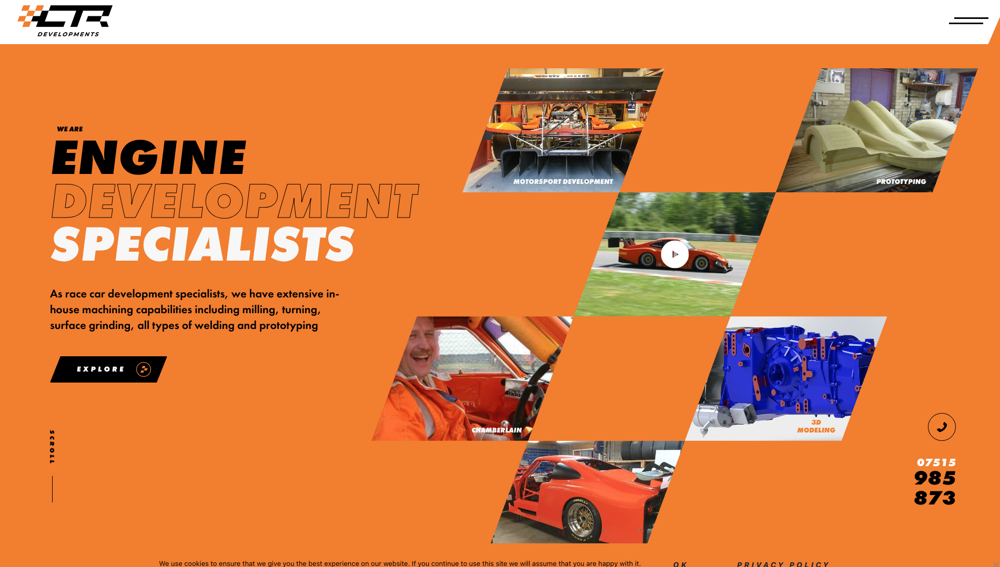 CTR
DEVELOPMENTS
WE ARE
ENGINE
DEVELOPMENT
SPECIALISTS
As race car development specialists, we have extensive in-
house machining capabilities including milling, turning,
surface grinding, all types of welding and prototyping
EXPLORE
SCROLL
MOTORSPORT DEVELOPMENT
PROTOTYPING
CHAMBERLAIN
3D
MODELING
PIRELLI
P-ZERO
07515
985
873
We use cookies to ensure that we give you the best experience on our website. If you continue to use this site we will assume that you are happy with it.
OK
PRIVACY POLICY